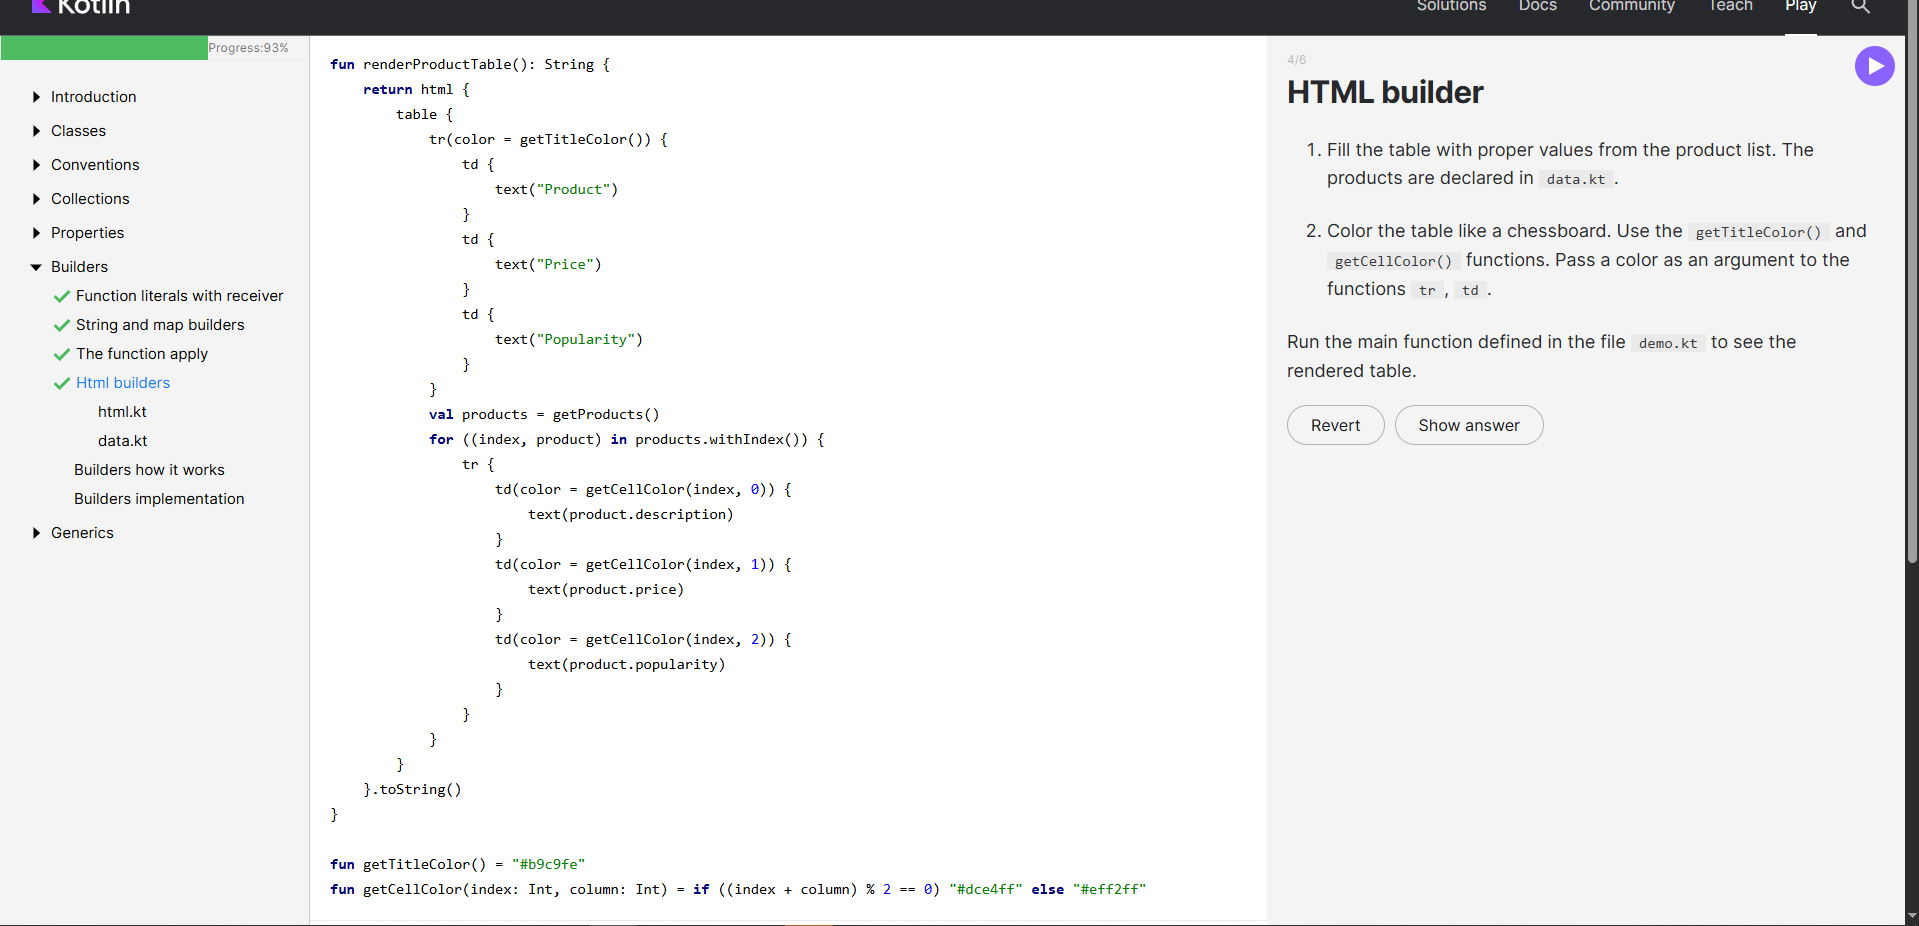 Kotlin
Solutions
Docs
Community
Teach
Play
Progress:93%
Introduction
Classes
Conventions
Collections
Properties
Builders
Function literals with receiver
String and map builders
The function apply
Html builders
html.kt
data.kt
Builders how it works
Builders implementation
Generics
fun renderProductTable(): String {
    return html {
        table {
            tr(color = getTitleColor()) {
                td {
                    text("Product")
                }
                td {
                    text("Price")
                }
                td {
                    text("Popularity")
                }
            }
            val products = getProducts()
            for ((index, product) in products.withIndex()) {
                tr {
                    td(color = getCellColor(index, 0)) {
                        text(product.description)
                    }
                    td(color = getCellColor(index, 1)) {
                        text(product.price)
                    }
                    td(color = getCellColor(index, 2)) {
                        text(product.popularity)
                    }
                }
            }
        }
    }.toString()
}
fun getTitleColor() = "#b9c9fe"
fun getCellColor(index: Int, column: Int) = if ((index + column) % 2 == 0) "#dce4ff" else "#eff2ff"
4/6
HTML builder
1. Fill the table with proper values from the product list. The
products are declared in data.kt .
2. Color the table like a chessboard. Use the getTitleColor() and
getCellColor() functions. Pass a color as an argument to the
functions tr , td .
Run the main function defined in the file demo.kt to see the
rendered table.
Revert
Show answer